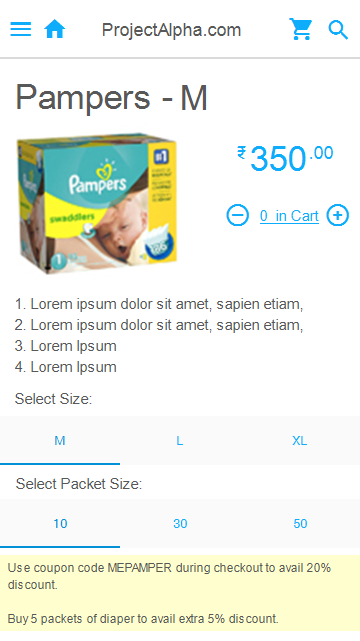 ProjectAlpha.com
Pampers - M
#1
Pampers
swaddlers
1
₹350.00
0 in Cart
1. Lorem ipsum dolor sit amet, sapien etiam,
2. Lorem ipsum dolor sit amet, sapien etiam,
3. Lorem Ipsum
4. Lorem Ipsum
Select Size:
M L XL
Select Packet Size:
10 30 50
Use coupon code MEPAMPER during checkout to avail 20%
discount.
Buy 5 packets of diaper to avail extra 5% discount.